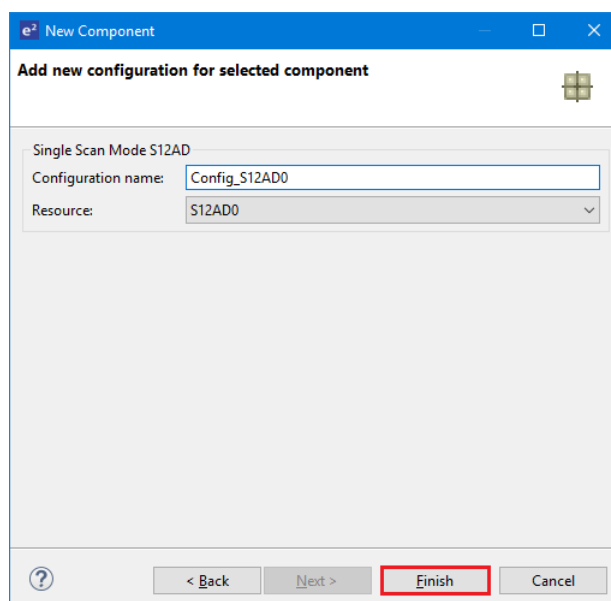 e² New Component
Add new configuration for selected component
Single Scan Mode S12AD
Configuration name: Config_S12AD0
Resource: S12AD0
? < Back Next > Finish Cancel